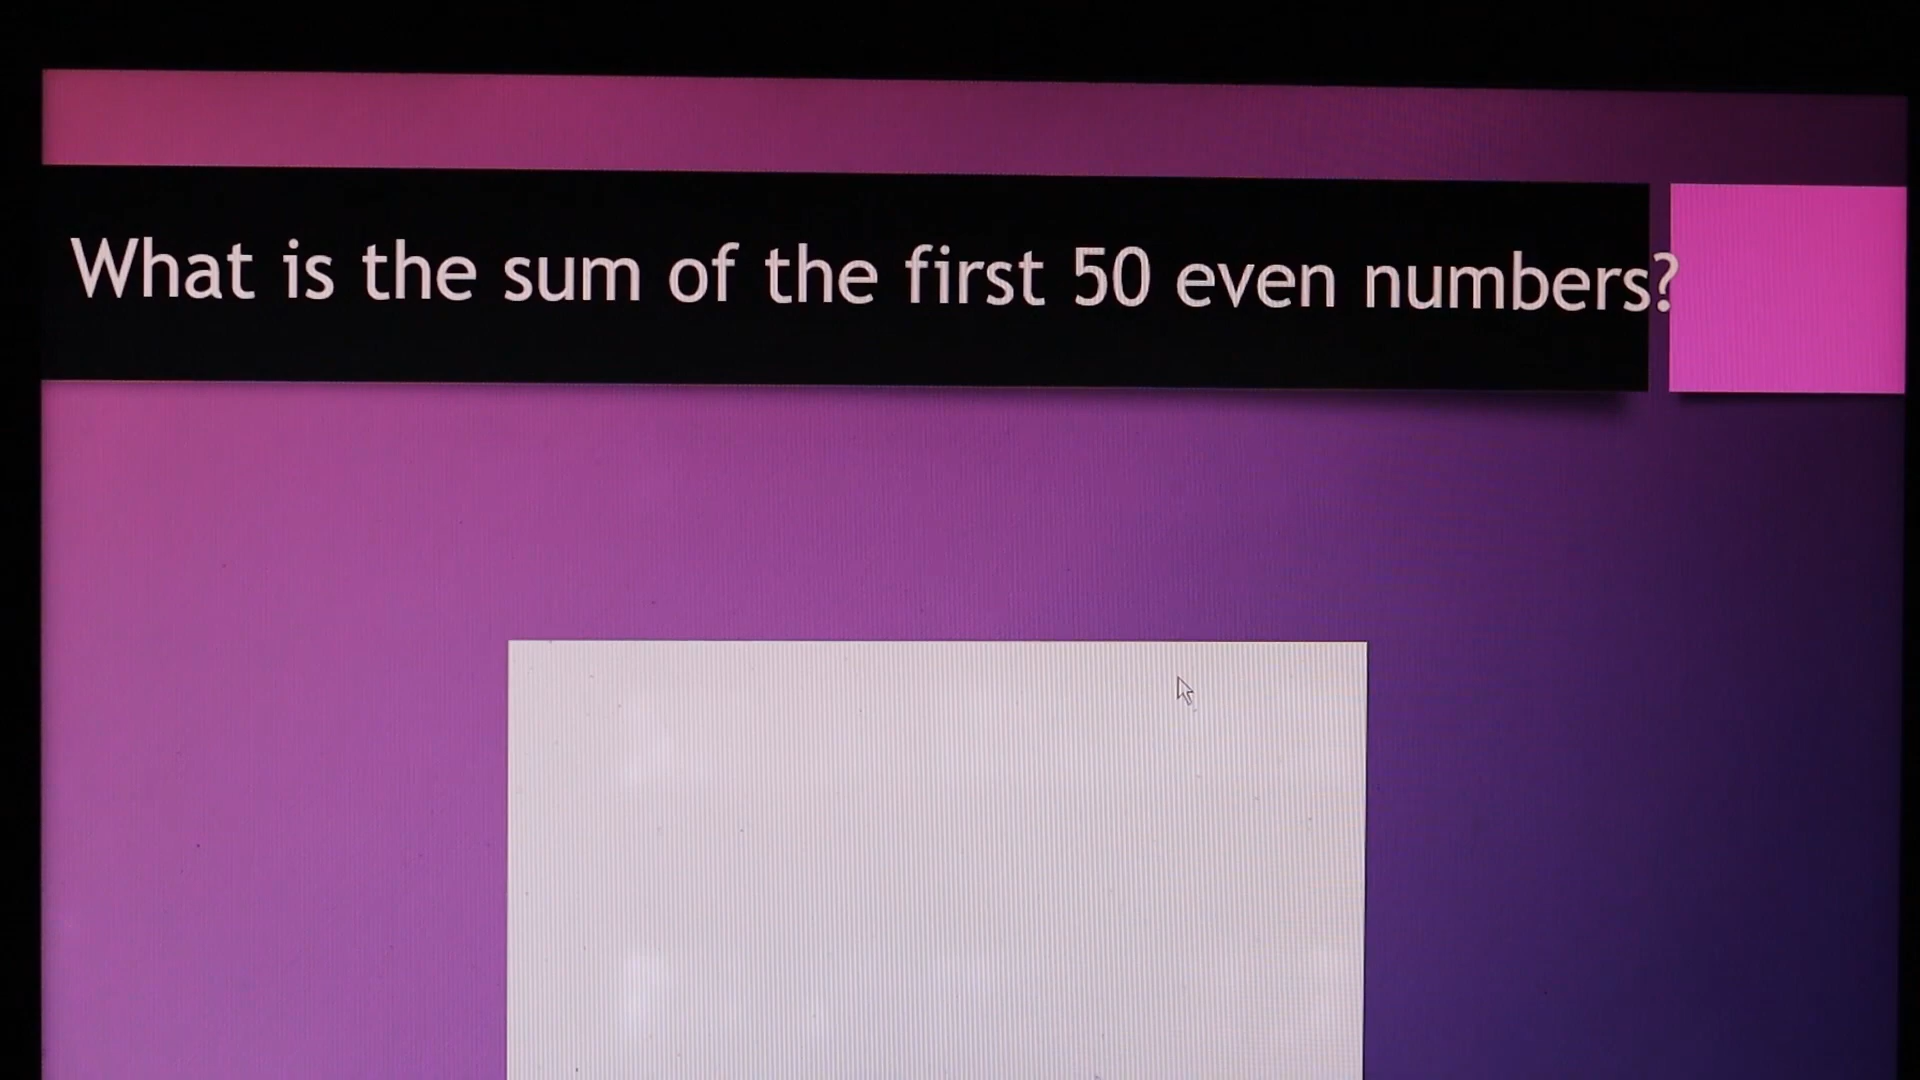 What is the sum of the first 50 even numbers?